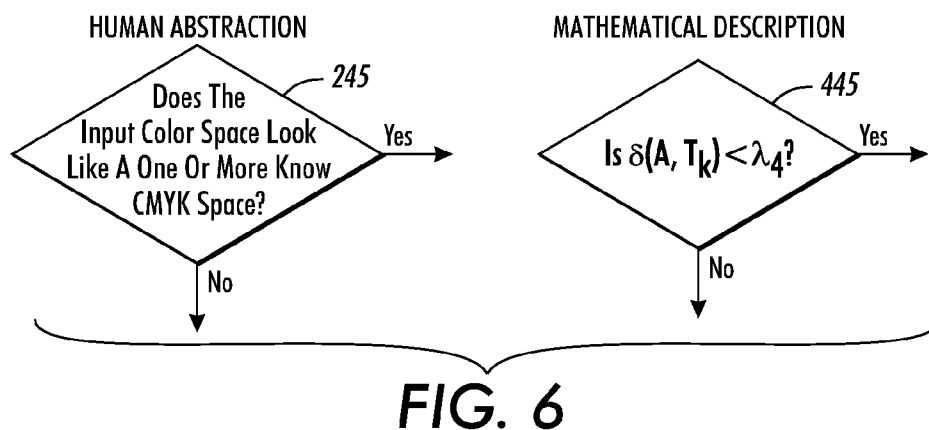 HUMAN ABSTRACTION
245
Does The
Input Color Space Look
Like A One Or More Know
CMYK Space?
Yes
No
MATHEMATICAL DESCRIPTION
445
Is δ(A, Tk) < λ4?
Yes
No
FIG. 6